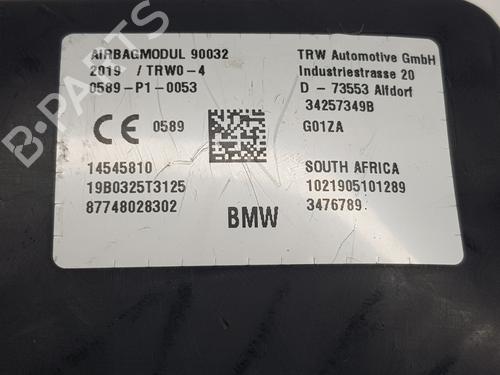 AIRBAGMODUL 90032
2019 / TRW0-4
0589-P1-0053
TRW Automotive GmbH
Industriestrasse 20
D - 73553 Alfdorf
34257349B
G01ZA
CE 0589
14545810
19B0325T3125
87748028302
SOUTH AFRICA
1021905101289
3476789
BMW
B-PARTS